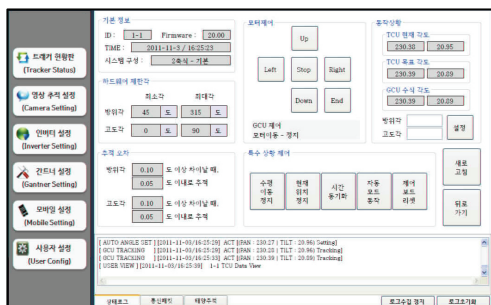 트래커 현황판
(Tracker Status)
영상 추적 설정
(Camera Setting)
인버터 설정
(Inverter Setting)
간트너 설정
(Gantner Setting)
모바일 설정
(Mobile Setting)
사용자 설정
(User Config)
기본 정보
ID : 1-1 Firmware : 20.00
TIME : 2011-11-3 / 16:25:23
시스템 구성 : 2축식 - 기본
하드웨어 제한각
최소각 최대각
방위각 45 도 315 도
고도각 0 도 90 도
추적 오차
방위각 0.10 도 이상 차이날 때,
0.05 도 이내로 추적
고도각 0.10 도 이상 차이날 때,
0.05 도 이내로 추적
모터제어
Up
Left Stop Right
Down End
GCU 제어
모터이동 - 정지
동작상황
TCU 현재 각도
230.38 20.95
TCU 목표 각도
230.39 20.89
GCU 수식 각도
230.39 20.89
방위각
고도각
설정
특수 상황 제어
수평 이동 정지
현재 위치 정지
시간 동기화
자동 모드 동작
제어 보드 리셋
새로 고침
뒤로 가기
[ AUTO ANGLE SET ] [2011-11-03/16:25:29] ACT [(PAN : 230.27 | TILT : 20.96) Setting]
[ GCU TRACKING ] [2011-11-03/16:25:29] ACT [(PAN : 230.38 | TILT : 20.96) Tracking]
[ GCU TRACKING ] [2011-11-03/16:25:33] ACT [(PAN : 230.39 | TILT : 20.89) Tracking]
[ USER VIEW ] [2011-11-03/16:25:38] 1-1 TCU Data View
상태로그 통신패킷 태양추적
로그수집 정지 로그초기화